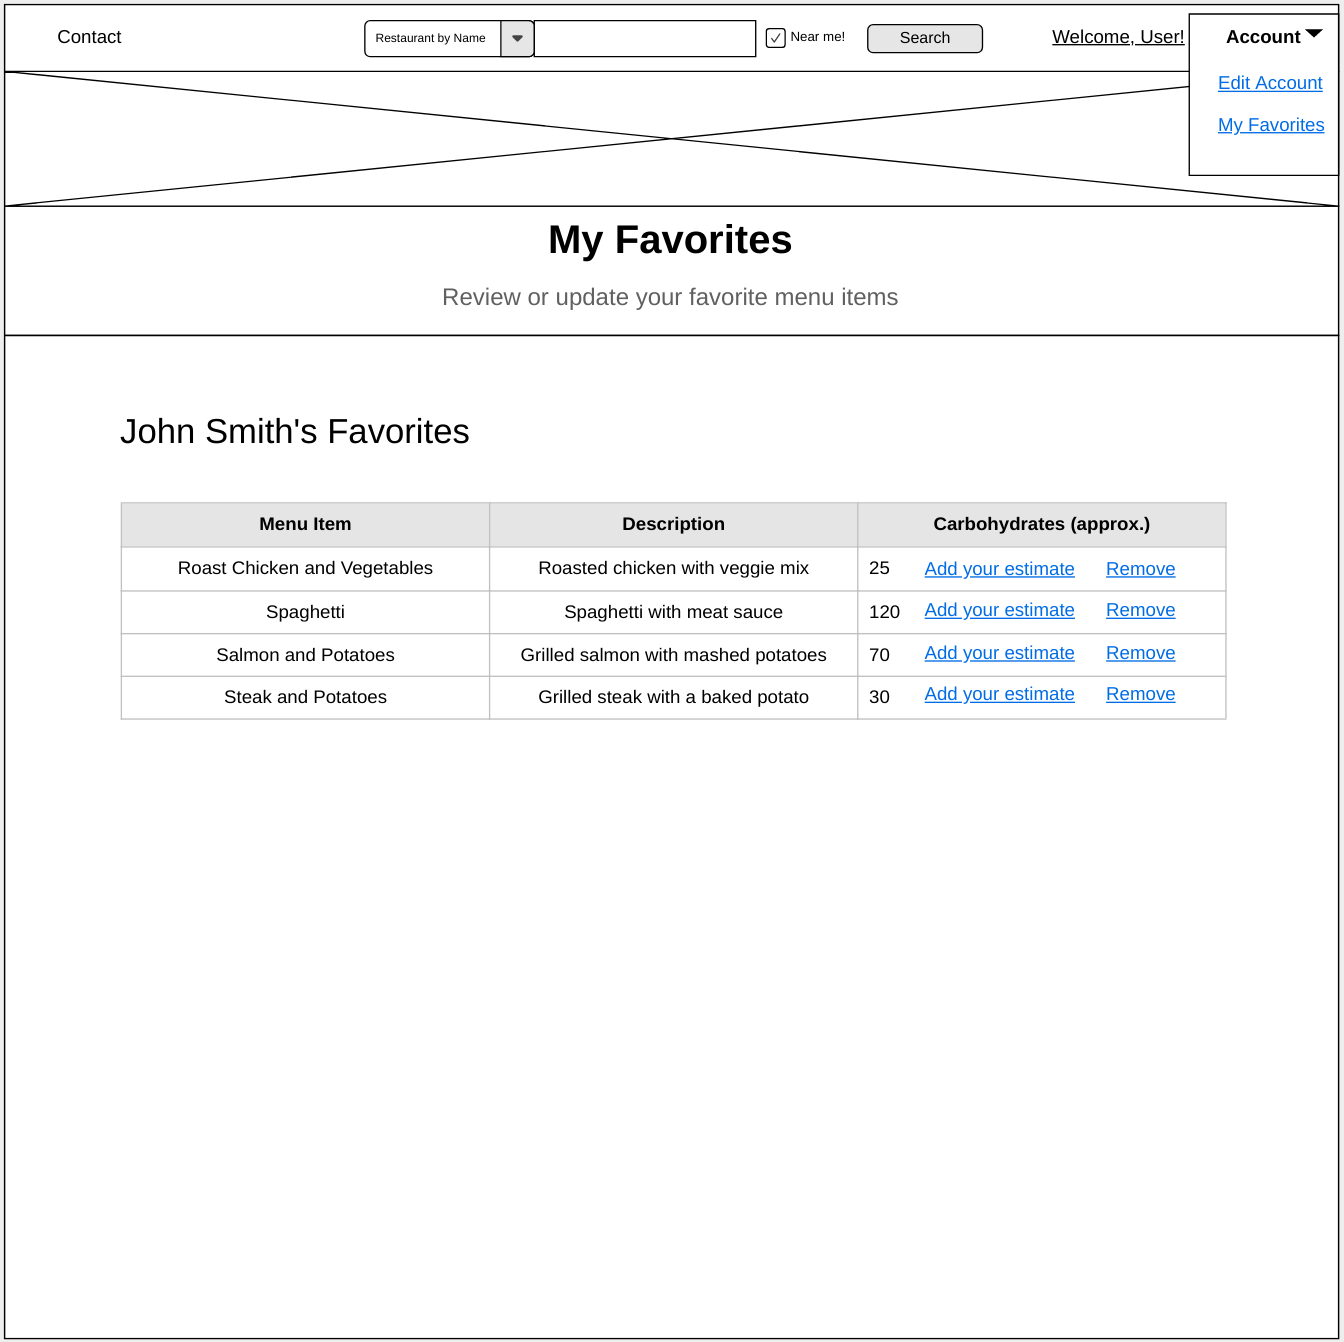 Contact
Restaurant by Name
Near me!
Search
Welcome, User!
Account
Edit Account
My Favorites
My Favorites
Review or update your favorite menu items
John Smith's Favorites
Menu Item Description Carbohydrates (approx.)
Roast Chicken and Vegetables Roasted chicken with veggie mix 25 Add your estimate Remove
Spaghetti Spaghetti with meat sauce 120 Add your estimate Remove
Salmon and Potatoes Grilled salmon with mashed potatoes 70 Add your estimate Remove
Steak and Potatoes Grilled steak with a baked potato 30 Add your estimate Remove